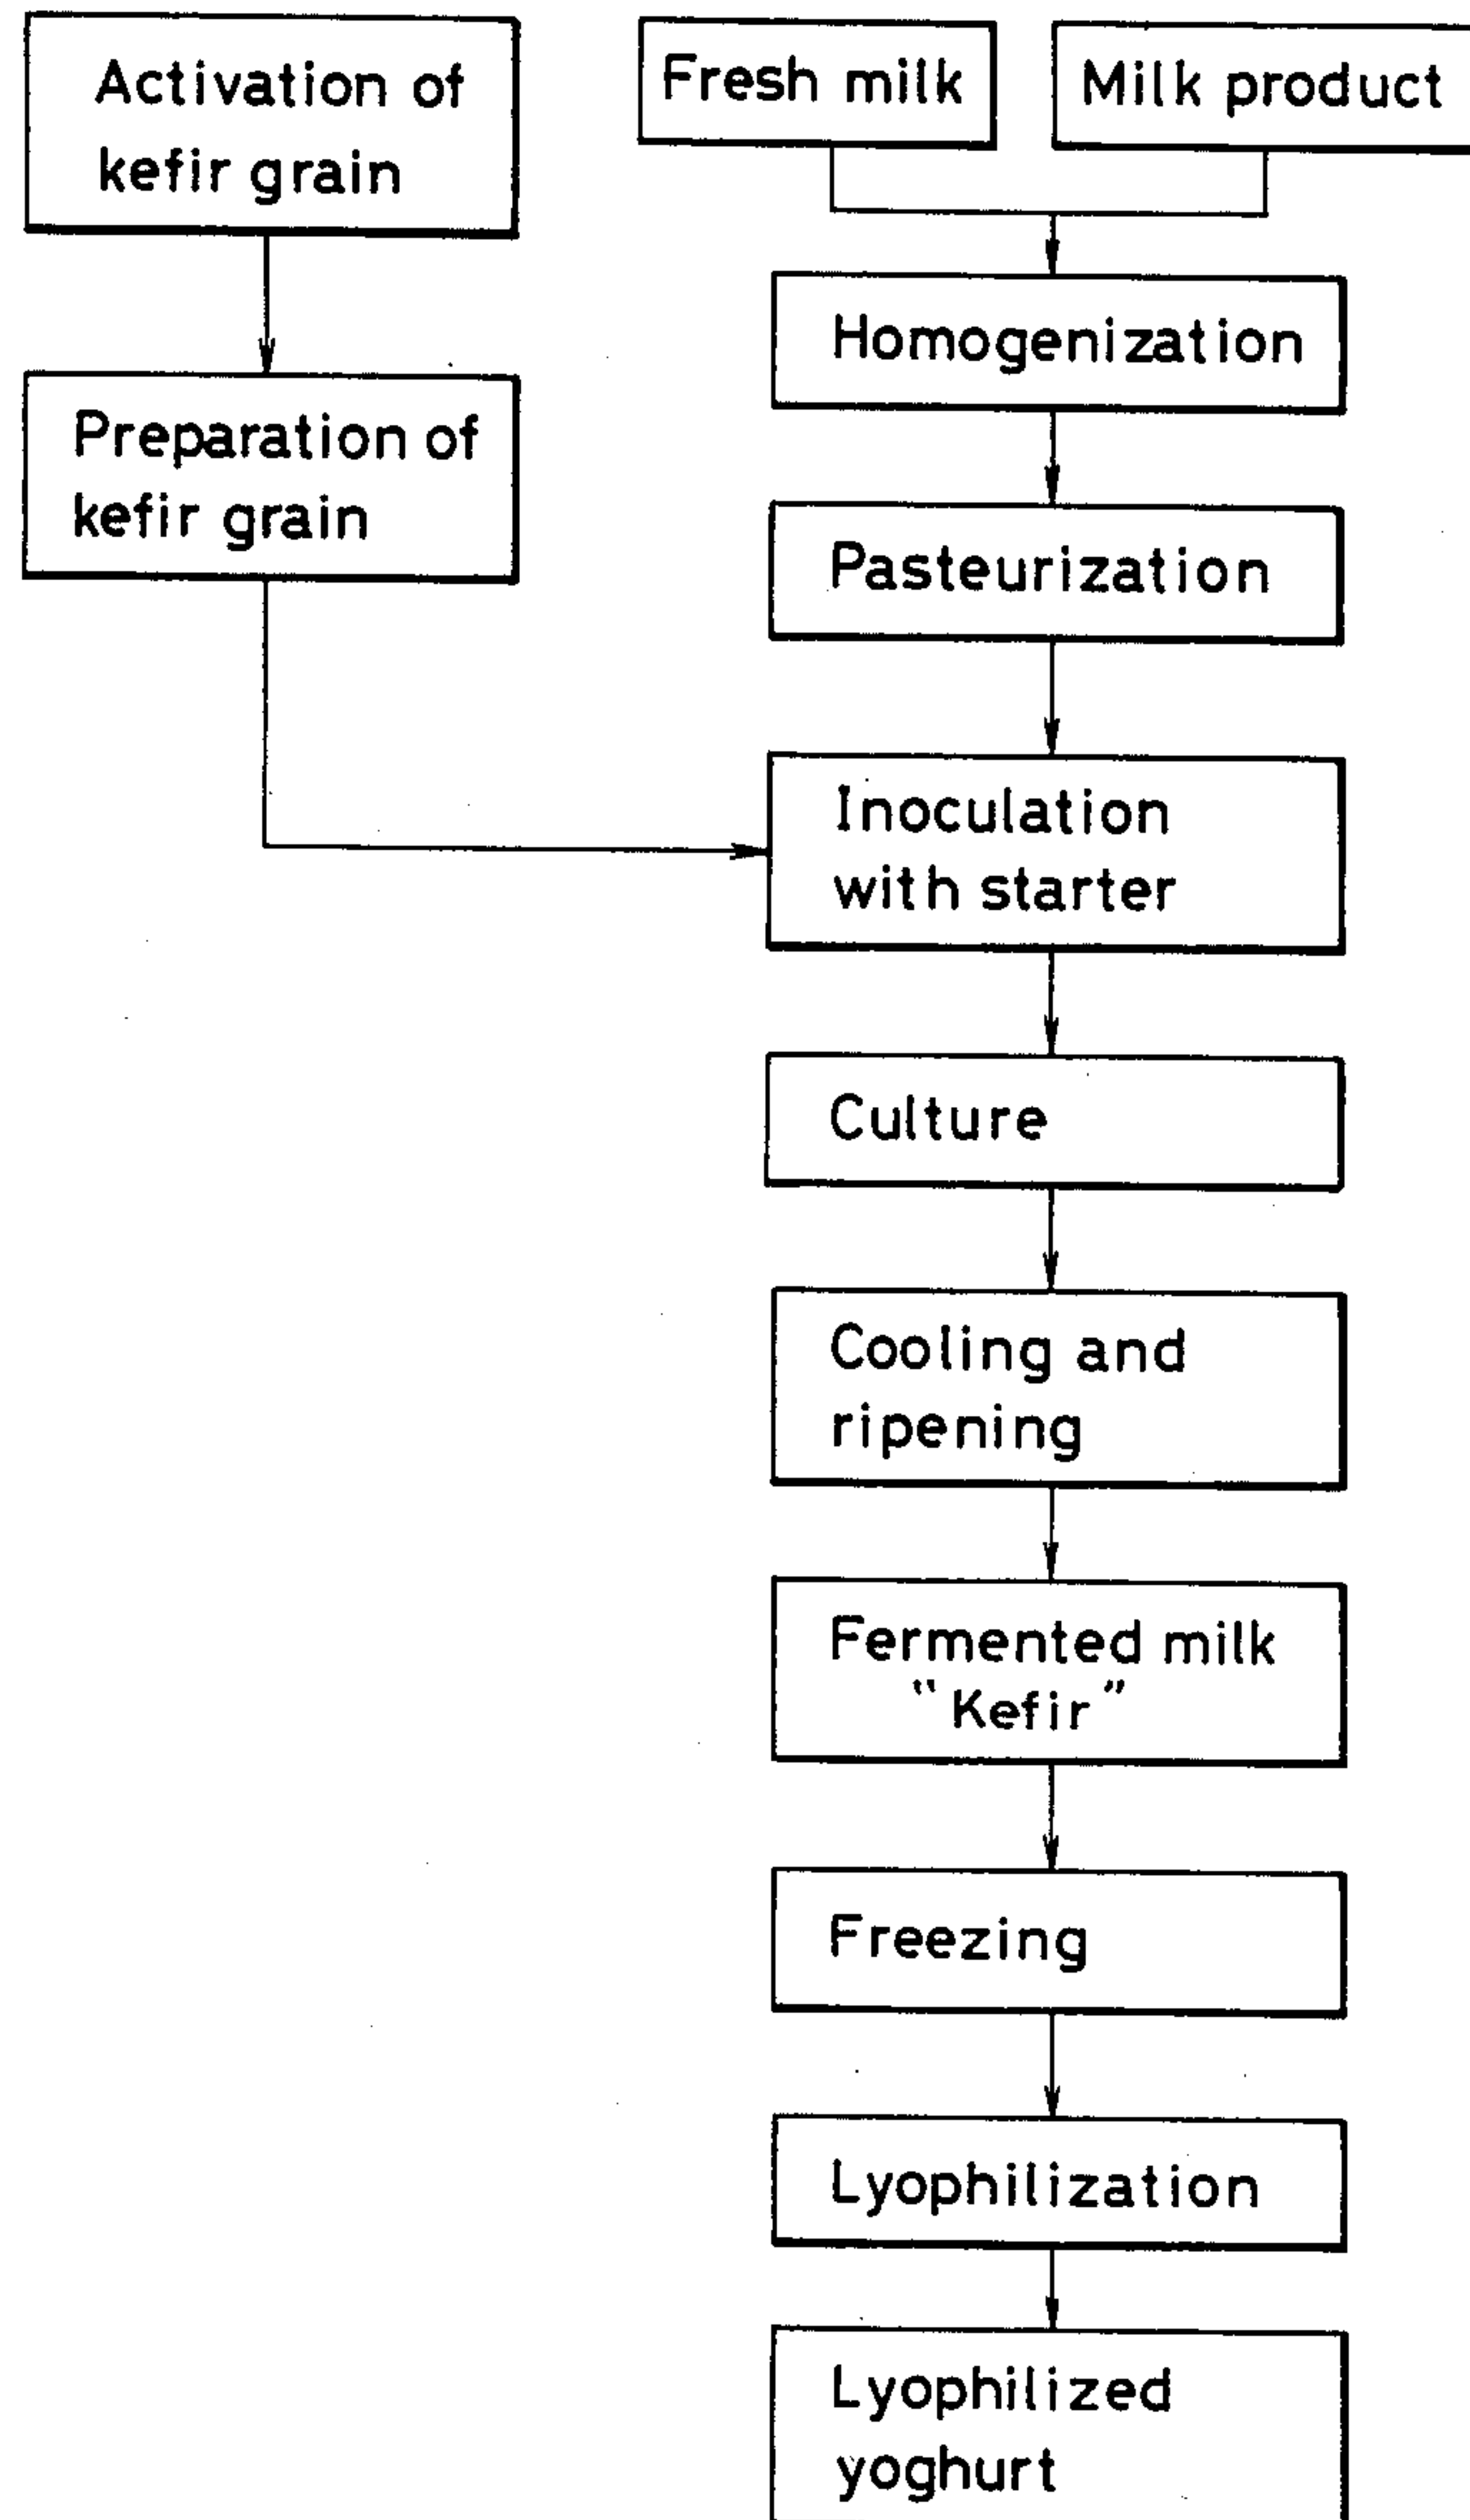 Activation of
kefir grain
Fresh milk
Milk product
Homogenization
Preparation of
kefir grain
Pasteurization
Inoculation
with starter
Culture
Cooling and
ripening
Fermented milk
“Kefir”
Freezing
Lyophilization
Lyophilized
yoghurt